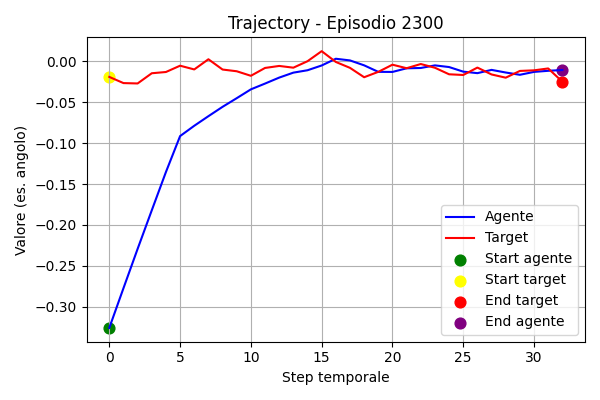 Trajectory - Episodio 2300
Valore (es. angolo)
0.00
−0.05
−0.10
−0.15
−0.20
−0.25
−0.30
0 5 10 15 20 25 30
Step temporale
Agente
Target
Start agente
Start target
End target
End agente